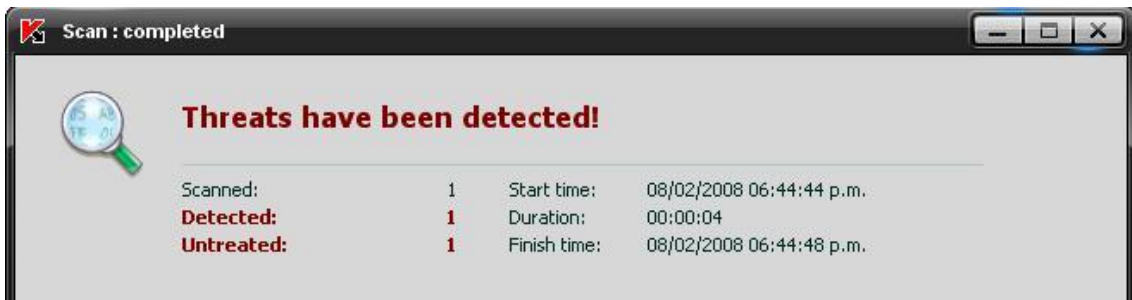 Scan : completed
Threats have been detected!
Scanned: 1 Start time: 08/02/2008 06:44:44 p.m.
Detected: 1 Duration: 00:00:04
Untreated: 1 Finish time: 08/02/2008 06:44:48 p.m.